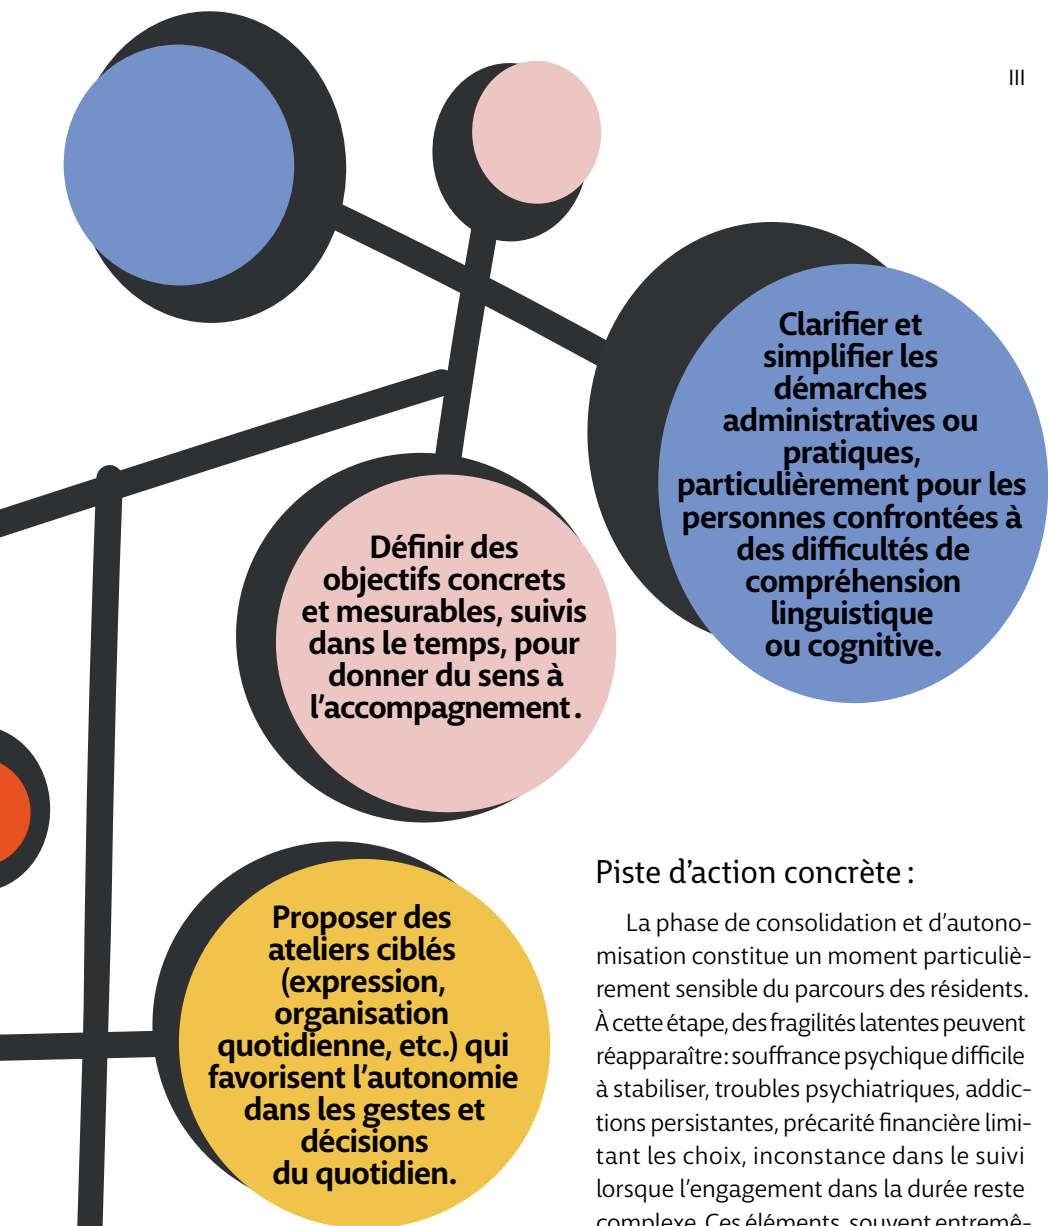 III
Clarifier et
simplifier les
démarches
administratives ou
pratiques,
particulièrement pour les
personnes confrontées à
des difficultés de
compréhension
linguistique
ou cognitive.
Définir des
objectifs concrets
et mesurables, suivis
dans le temps, pour
donner du sens à
l’accompagnement.
Proposer des
ateliers ciblés
(expression,
organisation
quotidienne, etc.) qui
favorisent l’autonomie
dans les gestes et
décisions
du quotidien.
Piste d’action concrète :
La phase de consolidation et d’autono-
misation constitue un moment particuliè-
rement sensible du parcours des résidents.
À cette étape, des fragilités latentes peuvent
réapparaître : souffrance psychique difficile
à stabiliser, troubles psychiatriques, addic-
tions persistantes, précarité financière limi-
tant les choix, inconstance dans le suivi
lorsque l’engagement dans la durée reste
complexe. Ces éléments, souvent entremê-